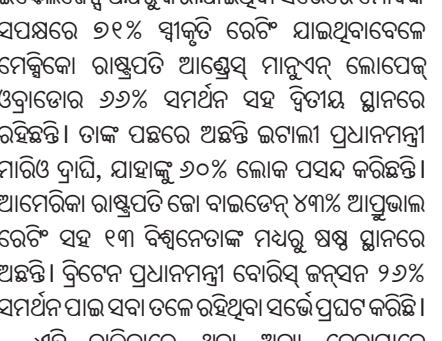 ସପକ୍ଷରେ ୭୧% ସ୍ୱୀକୃତି ରେଟିଂ ଯାଇଥିବାବେଳେ
ମେକ୍ସିକୋ ରାଷ୍ଟ୍ରପତି ଆଣ୍ଡ୍ରେସ୍ ମାନୁଏନ୍ ଲୋପେଜ୍
ଓବ୍ରାଡୋର ୬୬% ସମର୍ଥନ ସହ ଦ୍ୱିତୀୟ ସ୍ଥାନରେ
ରହିଛନ୍ତି। ତାଙ୍କ ପଛରେ ଅଛନ୍ତି ଇଟାଲୀ ପ୍ରଧାନମନ୍ତ୍ରୀ
ମାରିଓ ଦ୍ରାଘି, ଯାହାଙ୍କୁ ୬୦% ଲୋକ ପସନ୍ଦ କରିଛନ୍ତି।
ଆମେରିକା ରାଷ୍ଟ୍ରପତି ଜୋ ବାଇଡେନ୍ ୪୩% ଆପ୍ରୁଭାଲ
ରେଟିଂ ସହ ୧୩ ବିଶ୍ୱନେତାଙ୍କ ମଧ୍ୟରୁ ଷଷ୍ଠ ସ୍ଥାନରେ
ଅଛନ୍ତି। ବ୍ରିଟେନ ପ୍ରଧାନମନ୍ତ୍ରୀ ବୋରିସ୍ ଜନ୍‌ସନ ୨୬%
ସମର୍ଥନ ପାଇ ସବା ତଳେ ରହିଥିବା ସର୍ଭେ ପ୍ରଘଟ କରିଛି।